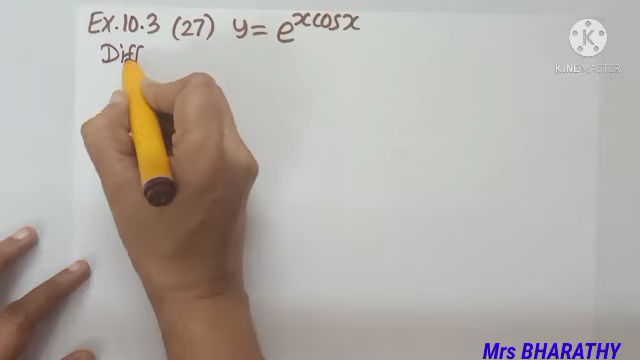 Ex.10.3 (27) y = e^{x cos x}
Diff
KINEMASTER
Mrs BHARATHY